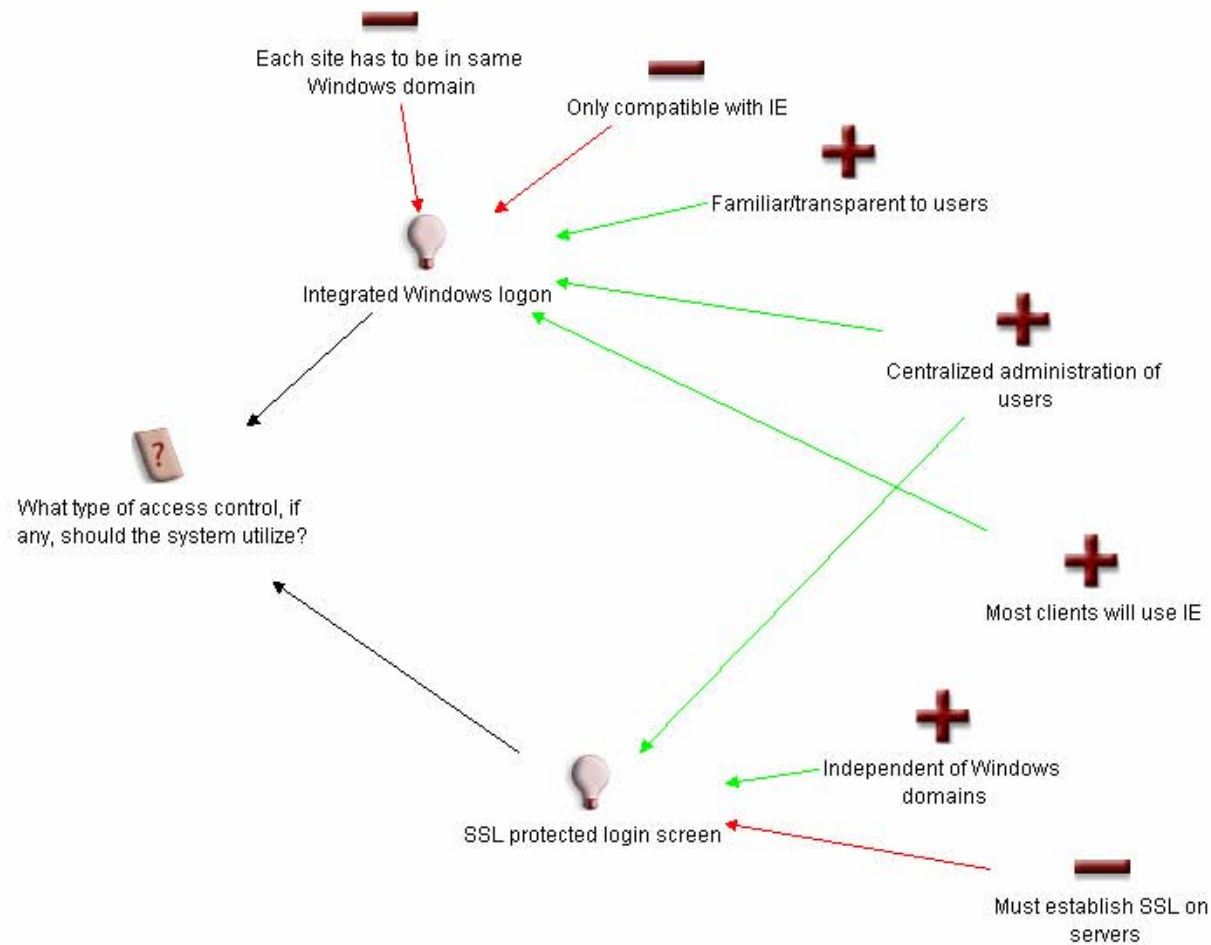 Each site has to be in same
Windows domain
Only compatible with IE
Familiar/transparent to users
Integrated Windows logon
Centralized administration of
users
?
What type of access control, if
any, should the system utilize?
Most clients will use IE
Independent of Windows
domains
SSL protected login screen
Must establish SSL on
servers